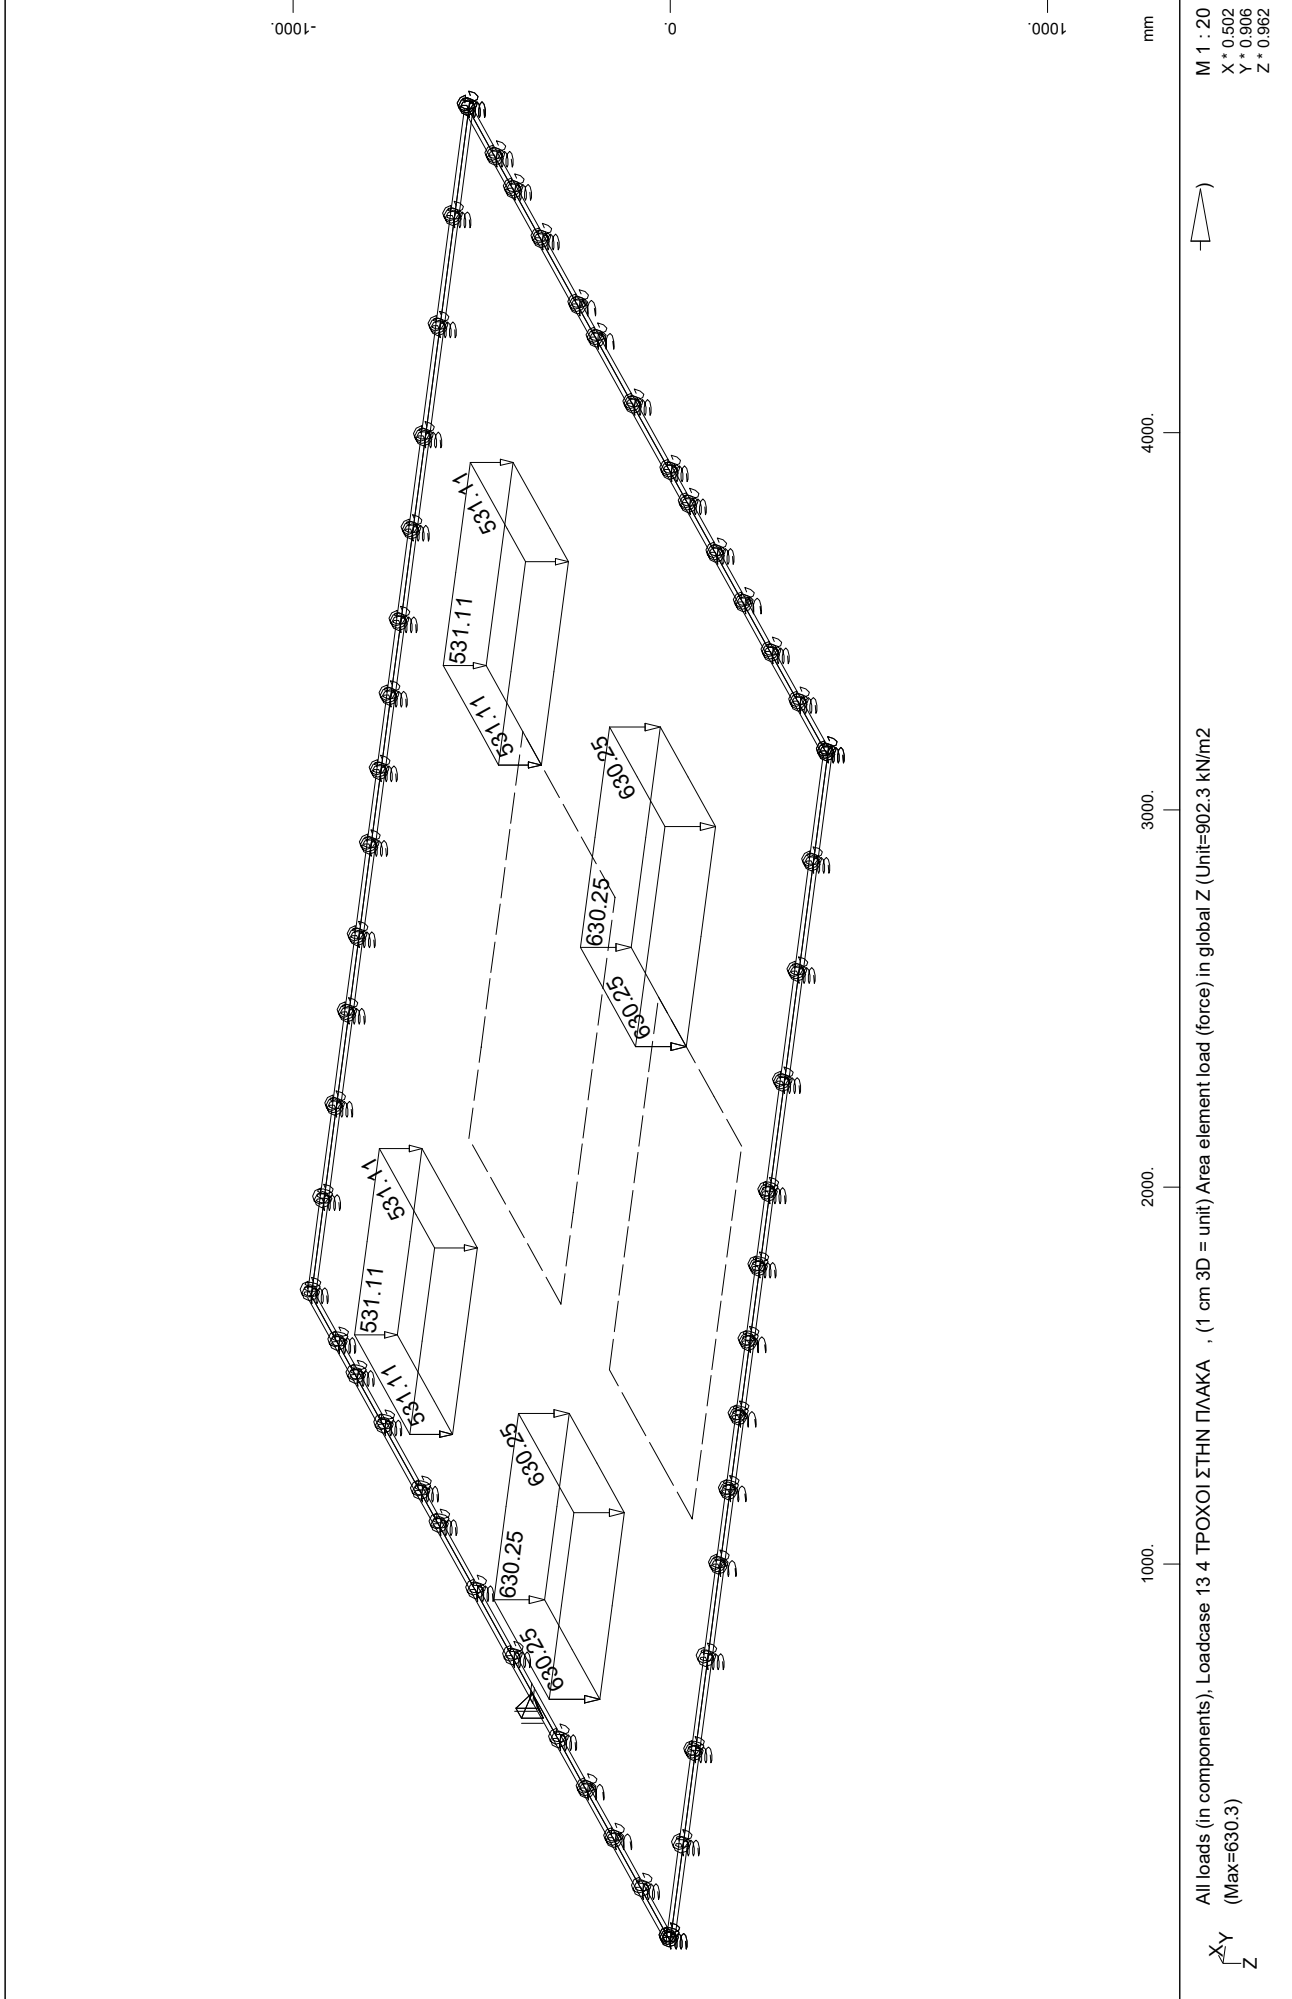 -1000.
0.
1000.
mm
M 1 : 20
X * 0.502
Y * 0.906
Z * 0.962
531.11
531.11
531.11
630.25
630.25
630.25
531.11
531.11
531.11
630.25
630.25
630.25
1000.
2000.
3000.
4000.
X
Y
Z
All loads (in components), Loadcase 13 4 ΤΡΟΧΟΙ ΣΤΗΝ ΠΛΑΚΑ , (1 cm 3D = unit) Area element load (force) in global Z (Unit=902.3 kN/m2
)
(Max=630.3)